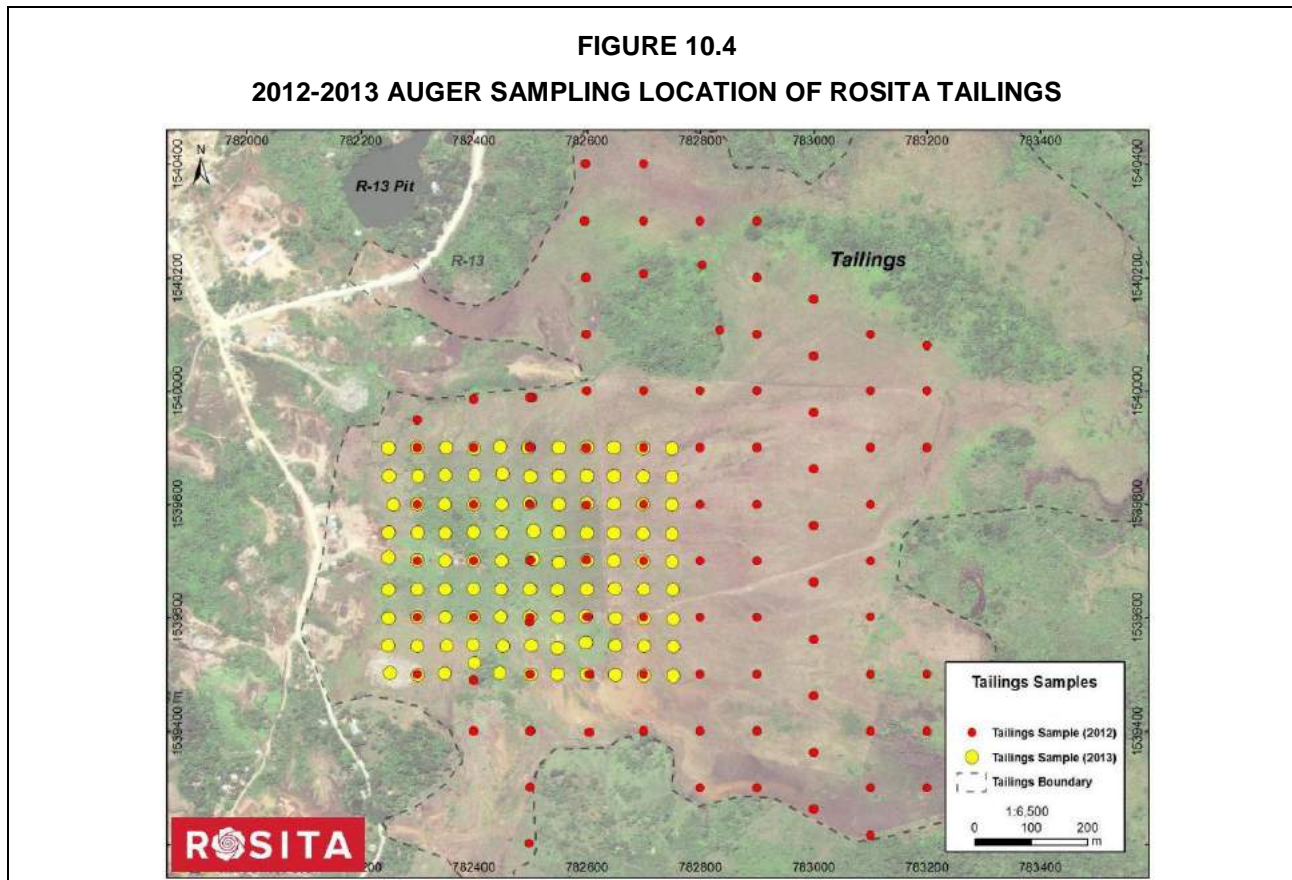 FIGURE 10.4
2012-2013 AUGER SAMPLING LOCATION OF ROSITA TAILINGS
782000 782200 782400 782600 782800 783000 783200 783400
1540400 1540400
N
R-13 Pit
R-13
Tailings
1540200 1540200
1540000 1540000
1539800 1539800
1539600 1539600
1539400 m
Tailings Samples
Tailings Sample (2012)
Tailings Sample (2013)
Tailings Boundary
1:6,500
0 100 200
m
ROSITA
782400 782600 782800 783000 783200 783400